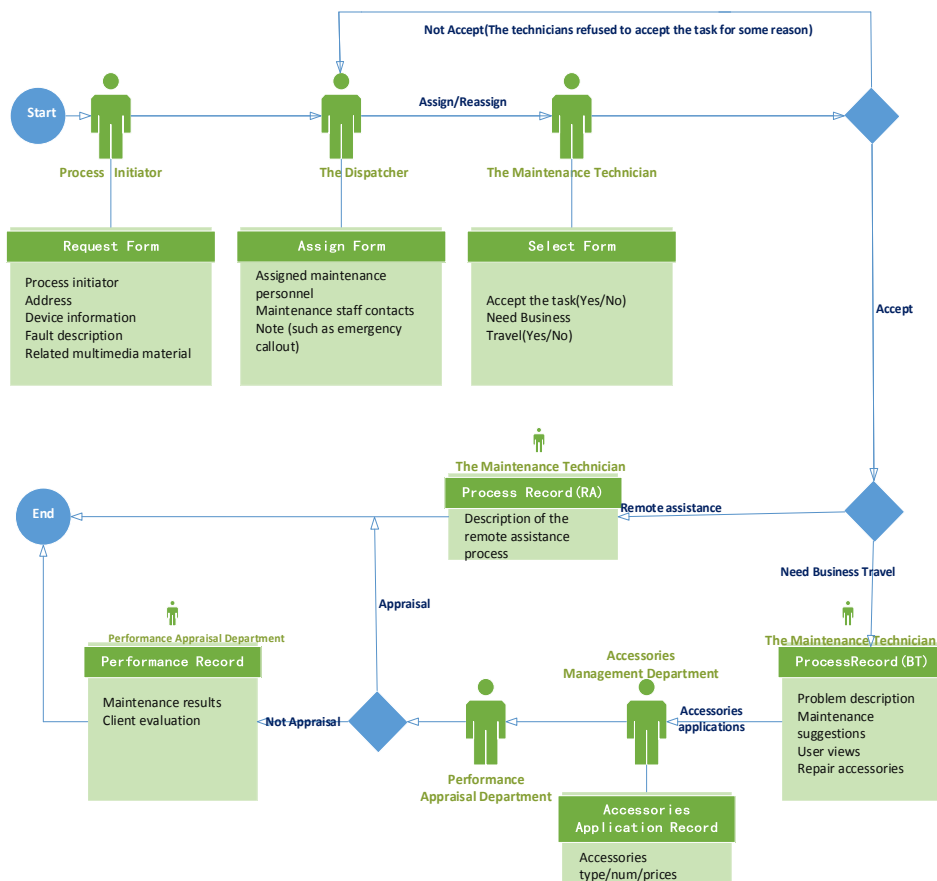 Not Accept(The technicians refused to accept the task for some reason)
Start
Assign/Reassign
Process Initiator
The Dispatcher
The Maintenance Technician
Request Form
Process initiator
Address
Device information
Fault description
Related multimedia material
Assign Form
Assigned maintenance
personnel
Maintenance staff contacts
Note (such as emergency
callout)
Select Form
Accept the task(Yes/No)
Need Business
Travel(Yes/No)
Accept
The Maintenance Technician
Process Record(RA)
Description of the
remote assistance
process
Remote assistance
End
Need Business Travel
Appraisal
Performance Appraisal Department
Performance Record
Maintenance results
Client evaluation
Not Appraisal
Performance
Appraisal Department
Accessories
Management Department
Accessories
applications
The Maintenance Technician
ProcessRecord(BT)
Problem description
Maintenance
suggestions
User views
Repair accessories
Accessories
Application Record
Accessories
type/num/prices